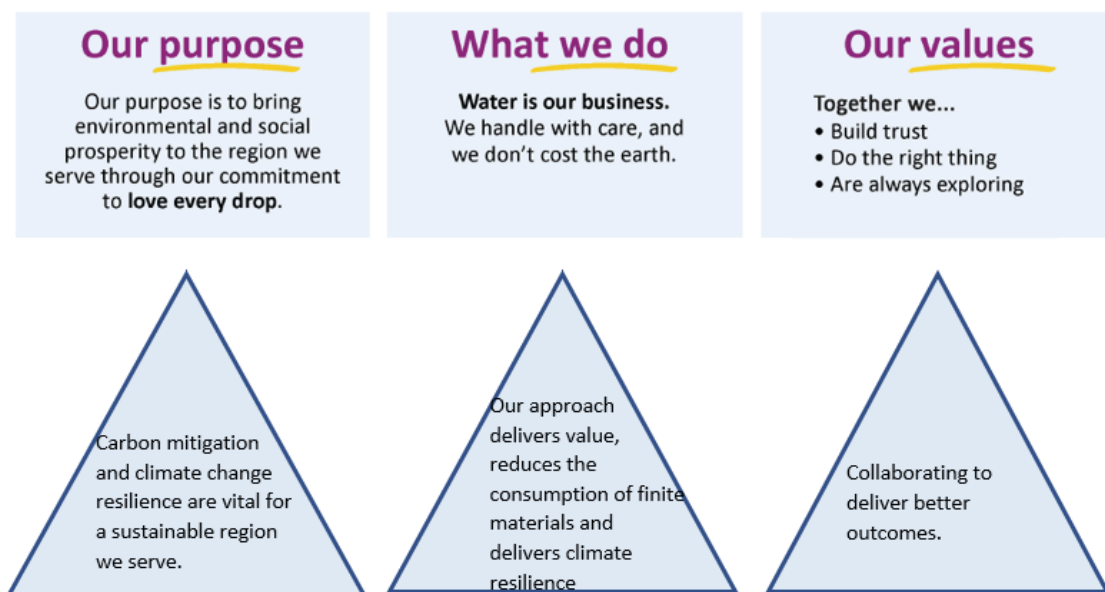 Our purpose
Our purpose is to bring
environmental and social
prosperity to the region we
serve through our commitment
to love every drop.
What we do
Water is our business.
We handle with care, and
we don’t cost the earth.
Our values
Together we...
• Build trust
• Do the right thing
• Are always exploring
Carbon mitigation
and climate change
resilience are vital for
a sustainable region
we serve.
Our approach
delivers value,
reduces the
consumption of finite
materials and
delivers climate
resilience
Collaborating to
deliver better
outcomes.